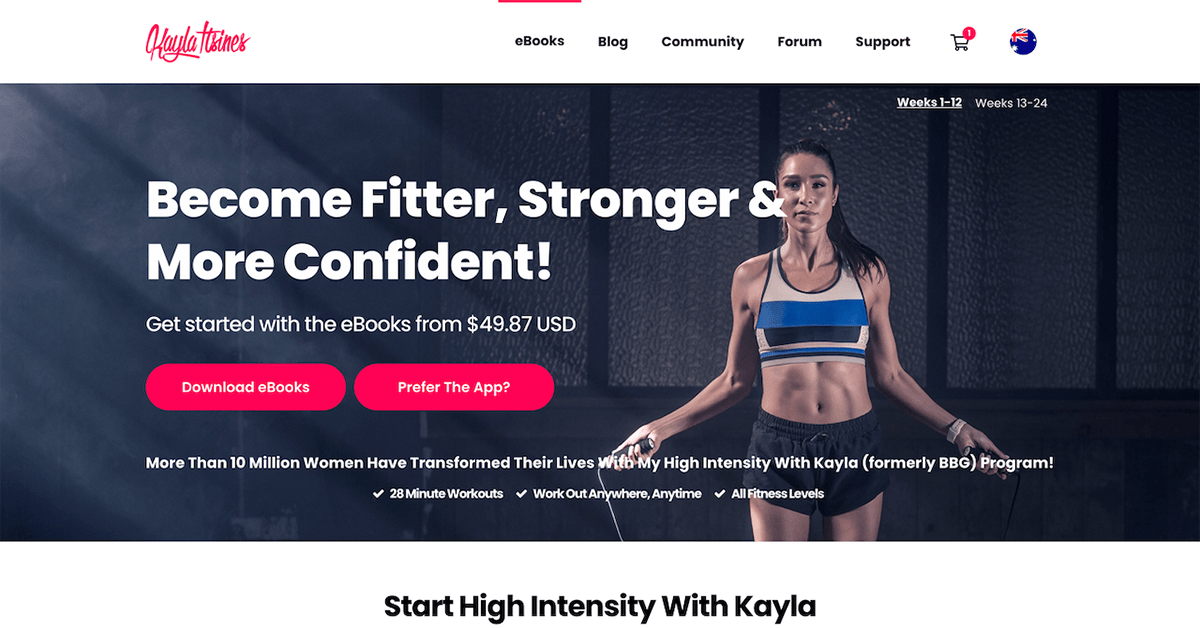 Kayla Itsines
eBooks
Blog
Community
Forum
Support
1
Weeks 1-12
Weeks 13-24
Become Fitter, Stronger &
More Confident!
Get started with the eBooks from $49.87 USD
Download eBooks
Prefer The App?
More Than 10 Million Women Have Transformed Their Lives With My High Intensity With Kayla (formerly BBG) Program!
28 Minute Workouts
Work Out Anywhere, Anytime
All Fitness Levels
Start High Intensity With Kayla